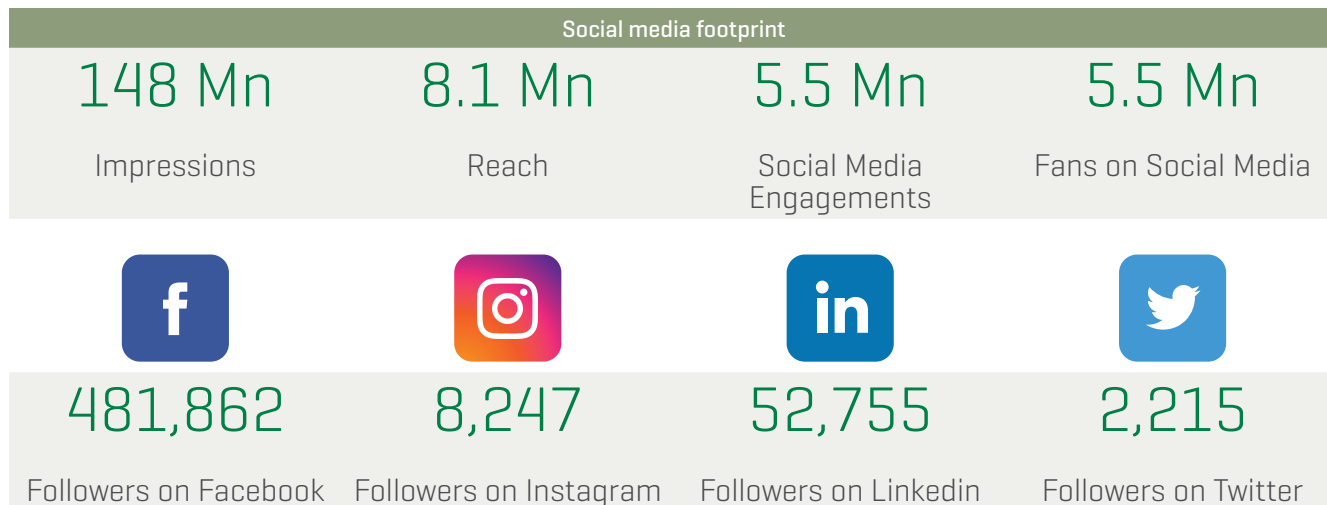 Social media footprint
148 Mn 8.1 Mn 5.5 Mn 5.5 Mn
Impressions Reach Social Media Fans on Social Media
Engagements
f in
481,862 8,247 52,755 2,215
Followers on Facebook Followers on Instagram Followers on Linkedin Followers on Twitter